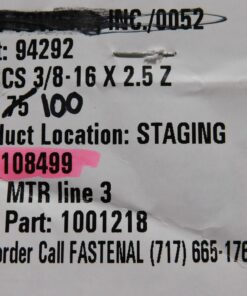 INC./0052
t: 94292
CS 3/8-16 X 2.5 Z
75 100
duct Location: STAGING
108499
MTR line 3
Part: 1001218
order Call FASTENAL (717) 665-176